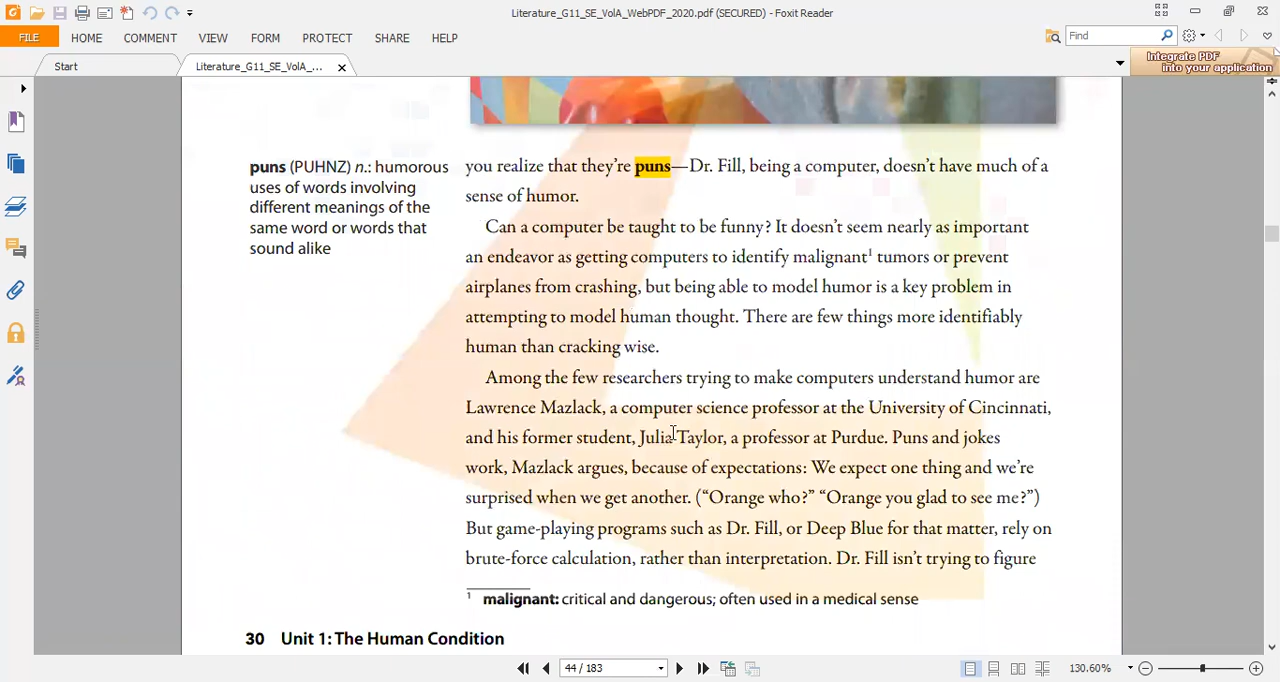 Literature_G11_SE_VolA_WebPDF_2020.pdf (SECURED) - Foxit Reader
FILE HOME COMMENT VIEW FORM PROTECT SHARE HELP
Find
Start
Literature_G11_SE_VolA_...
Integrate PDF
into your application
puns (PUHNZ) n.: humorous
uses of words involving
different meanings of the
same word or words that
sound alike
you realize that they’re puns—Dr. Fill, being a computer, doesn’t have much of a
sense of humor.
Can a computer be taught to be funny? It doesn’t seem nearly as important
an endeavor as getting computers to identify malignant1 tumors or prevent
airplanes from crashing, but being able to model humor is a key problem in
attempting to model human thought. There are few things more identifiably
human than cracking wise.
Among the few researchers trying to make computers understand humor are
Lawrence Mazlack, a computer science professor at the University of Cincinnati,
and his former student, Julia Taylor, a professor at Purdue. Puns and jokes
work, Mazlack argues, because of expectations: We expect one thing and we’re
surprised when we get another. (“Orange who?” “Orange you glad to see me?”)
But game-playing programs such as Dr. Fill, or Deep Blue for that matter, rely on
brute-force calculation, rather than interpretation. Dr. Fill isn’t trying to figure
1 malignant: critical and dangerous; often used in a medical sense
30 Unit 1: The Human Condition
44 / 183
130.60%